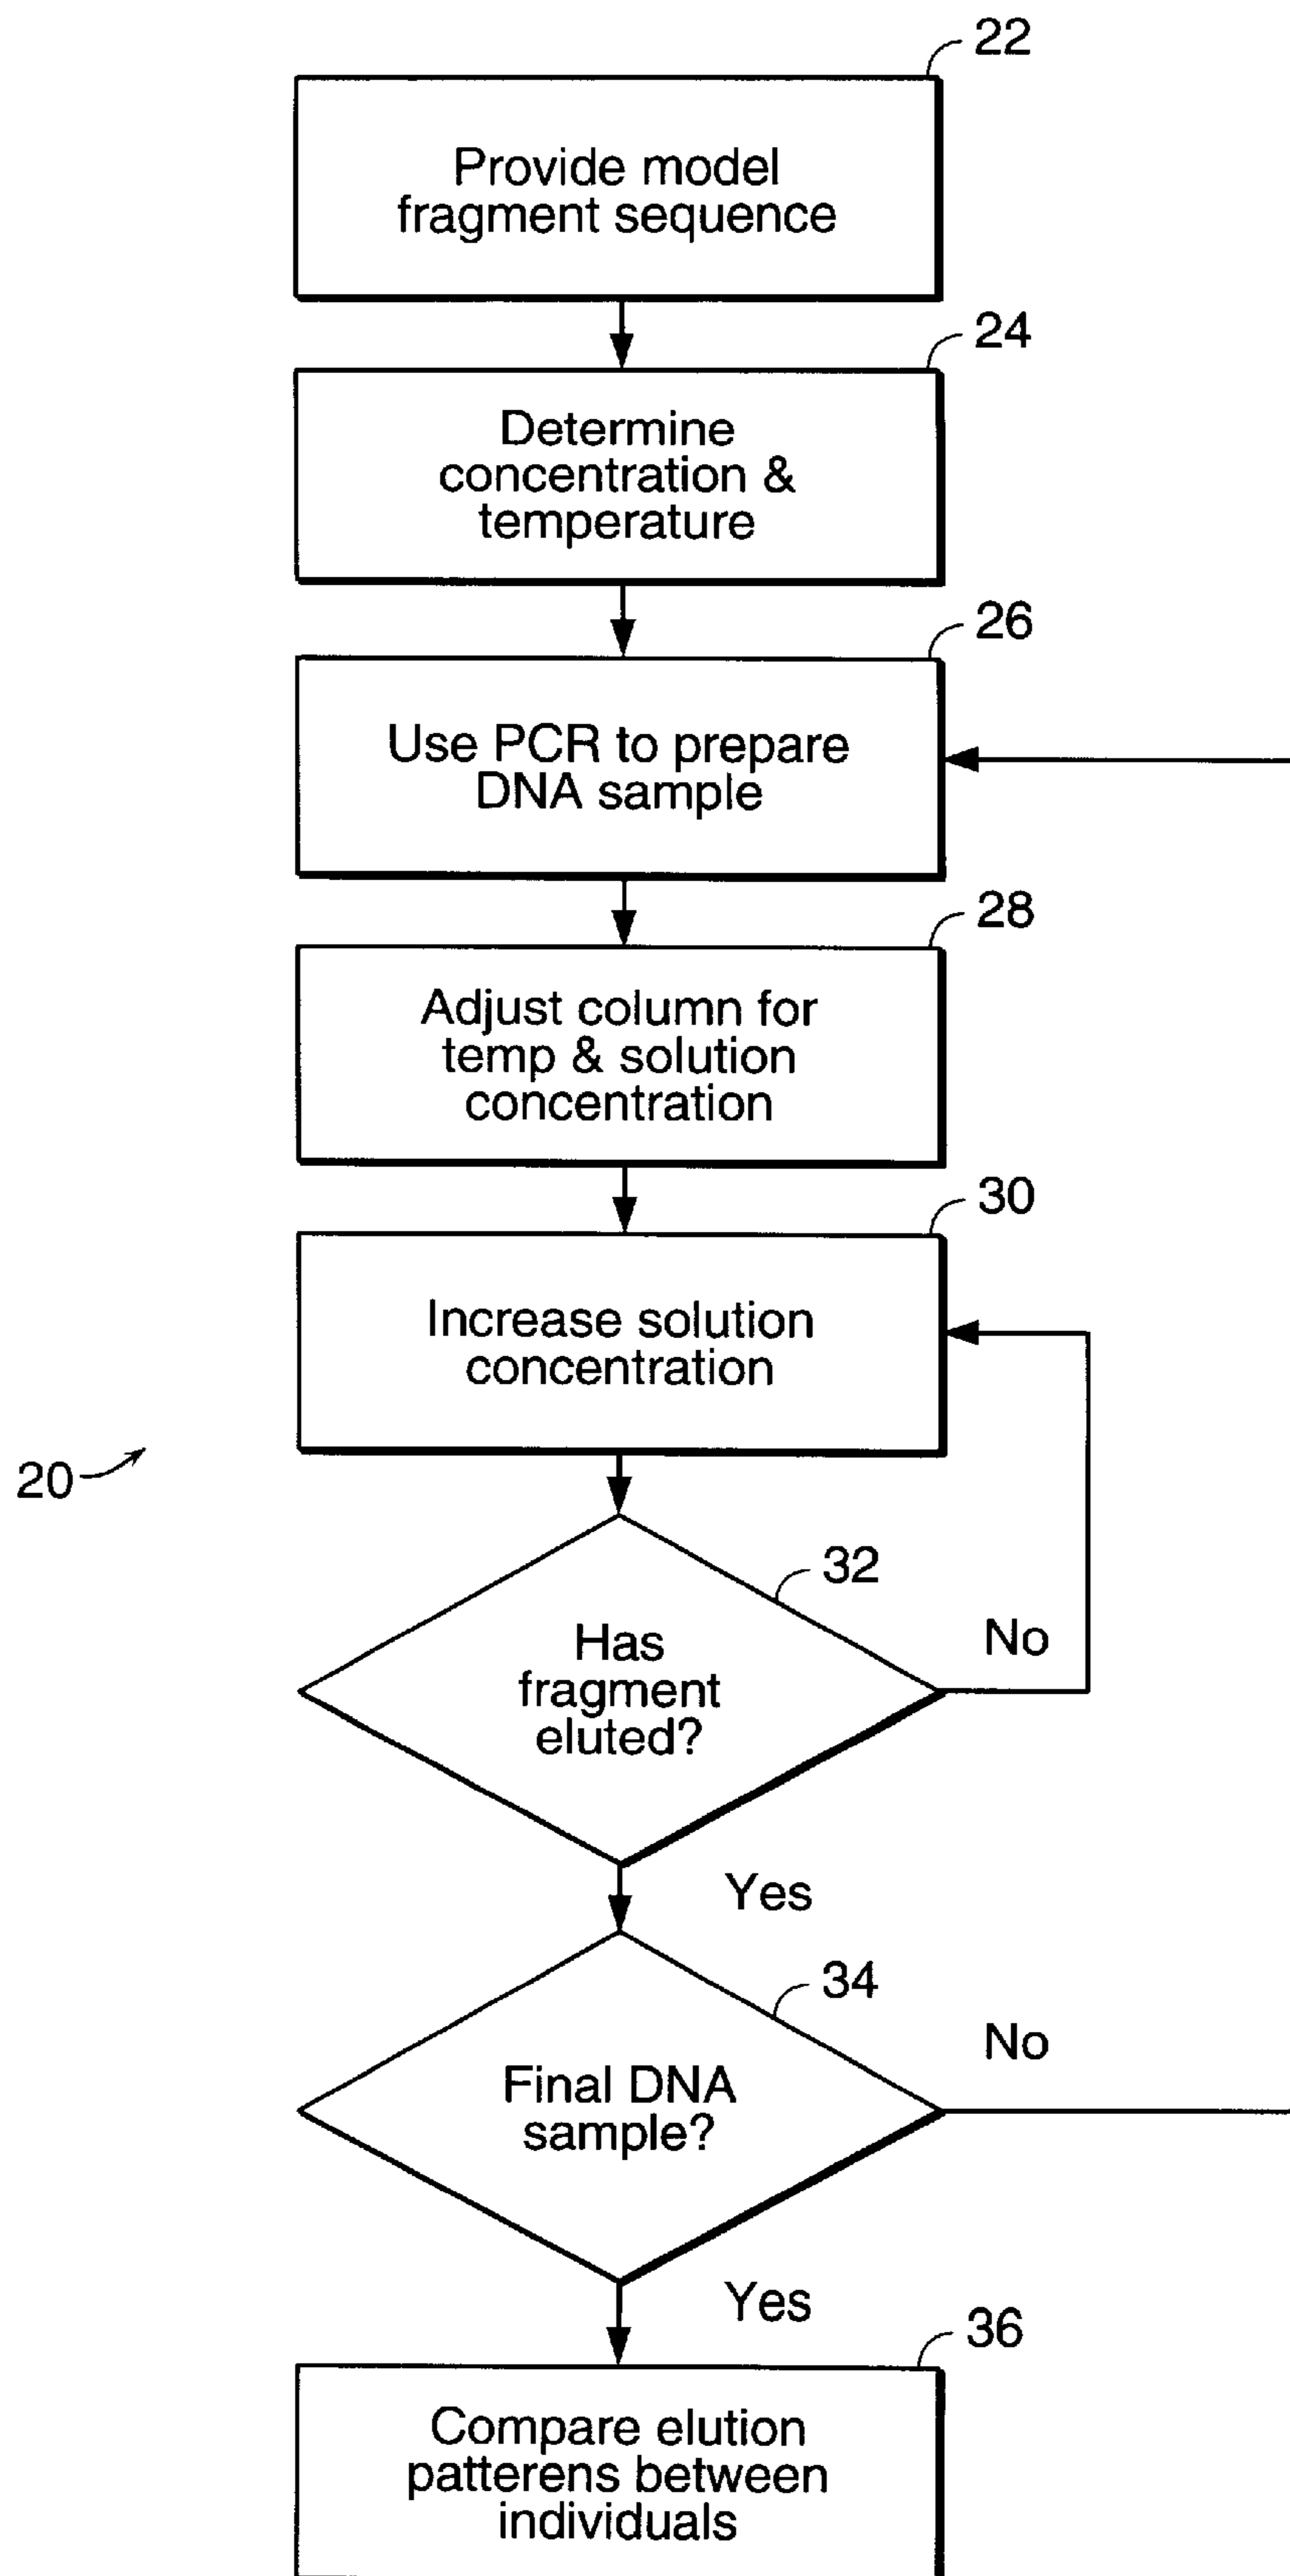 22
Provide model
fragment sequence
24
Determine
concentration &
temperature
26
Use PCR to prepare
DNA sample
28
Adjust column for
temp & solution
concentration
30
Increase solution
concentration
20
32
Has
fragment
eluted?
No
Yes
34
Final DNA
sample?
No
Yes
36
Compare elution
patterens between
individuals